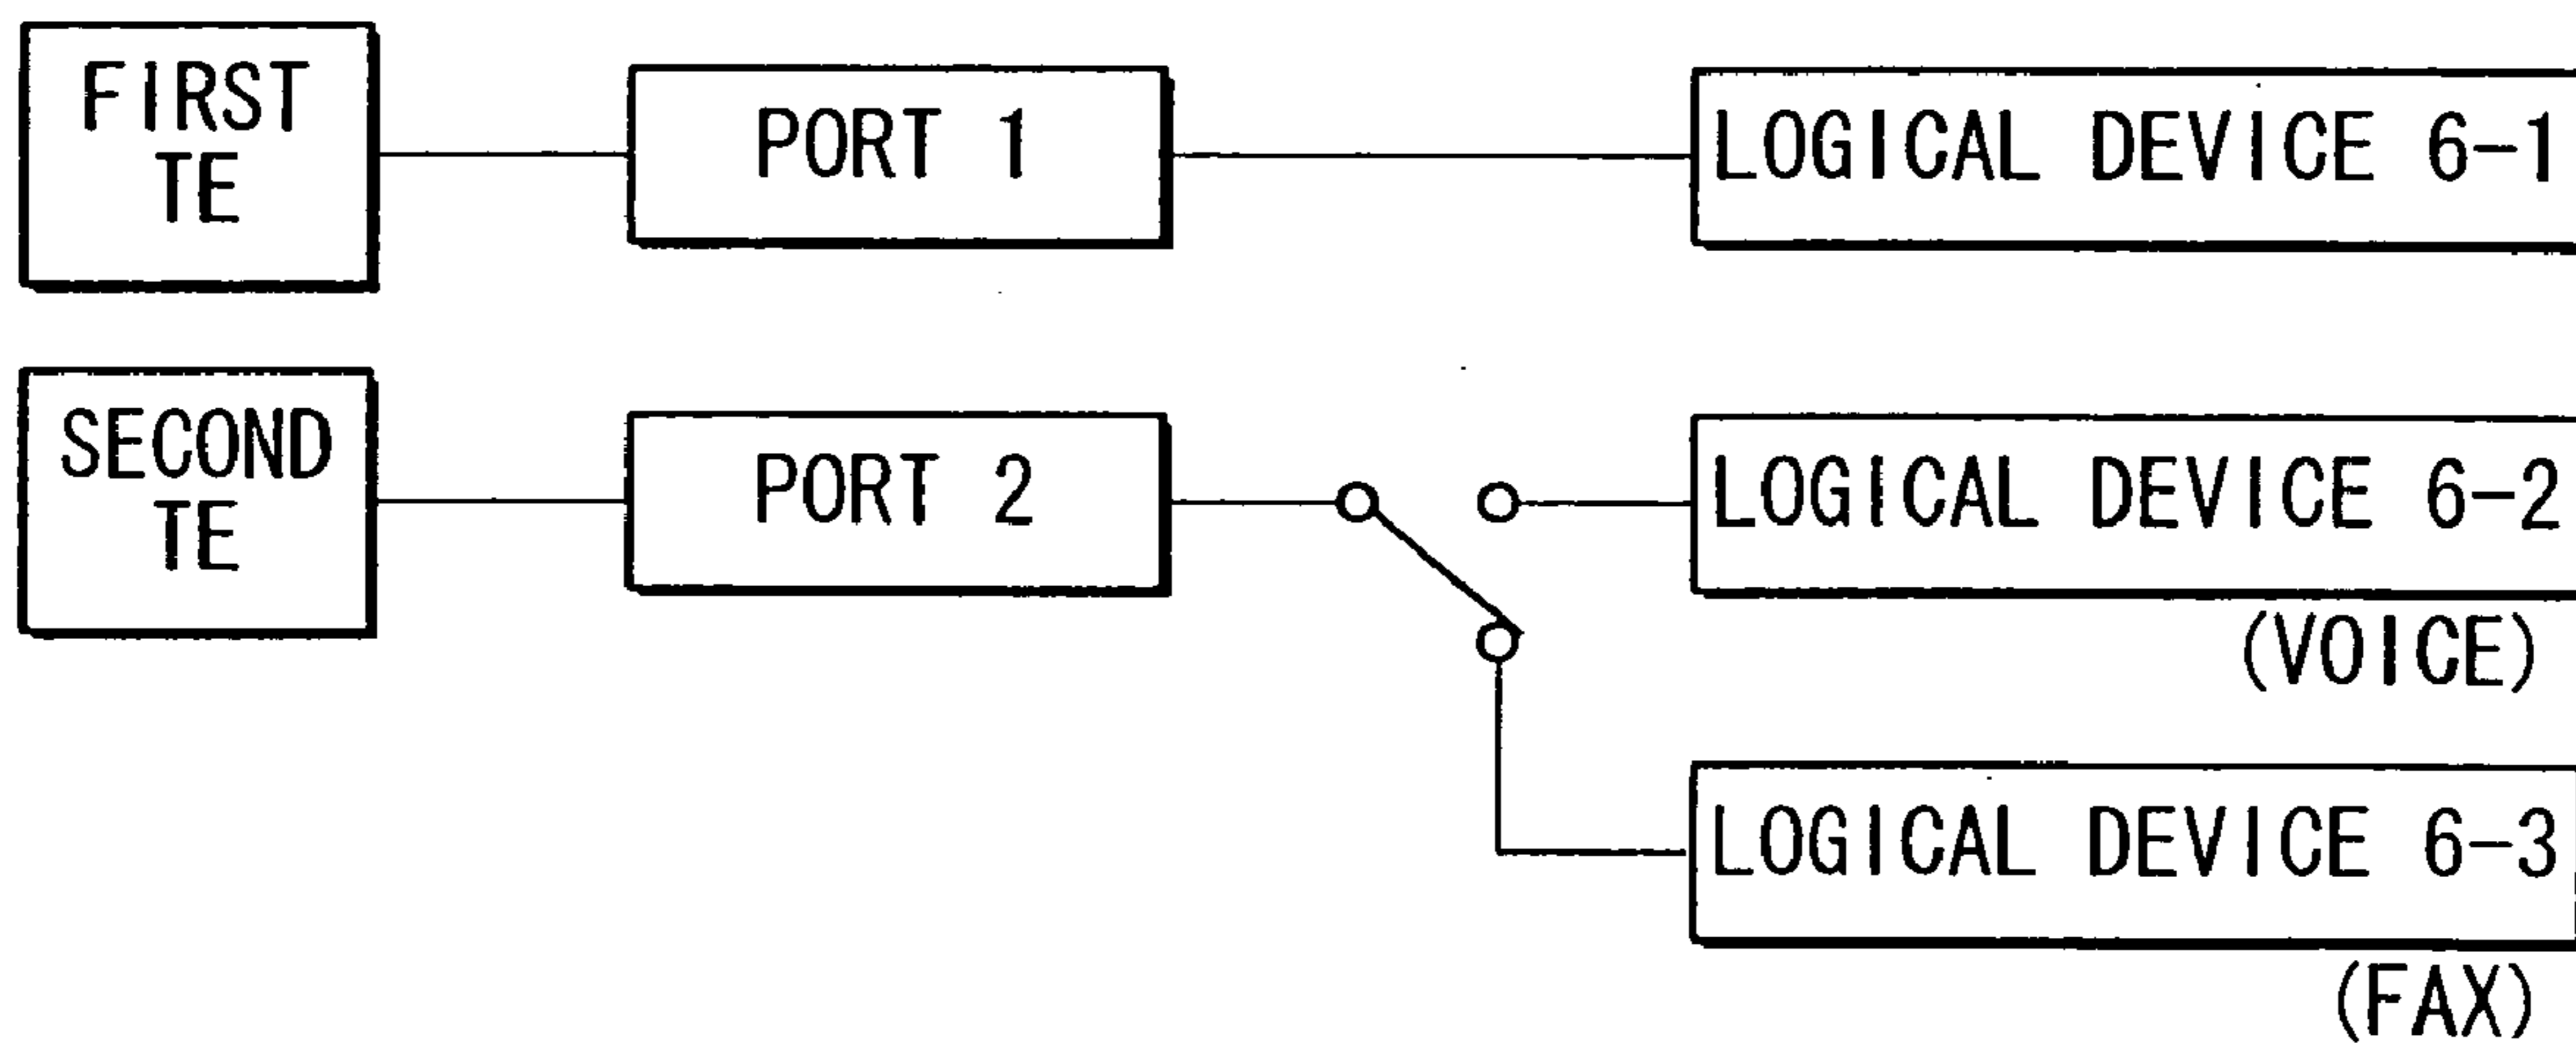 FIRST
TE
PORT 1
LOGICAL DEVICE 6-1
SECOND
TE
PORT 2
LOGICAL DEVICE 6-2
(VOICE)
LOGICAL DEVICE 6-3
(FAX)